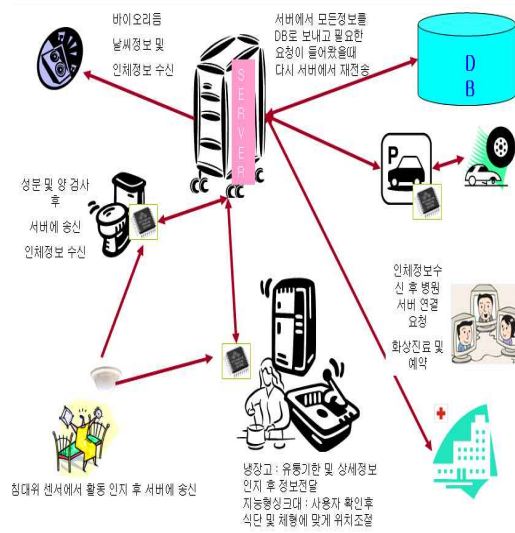 바이오리듬
날씨정보 및
인체정보 수신
서버에서 모든정보를
DB로 보내고 필요한
요청이 들어왔을때
다시 서버에서 재전송
SERVER
D
B
P
성분 및 양 검사
후
서버에 송신
인체정보 수신
인체정보수
신 후 병원
서버 연결
요청
화상진료 및
예약
침대위 센서에서 활동 인지 후 서버에 송신
냉장고 : 유통기한 및 상세정보
인지 후 정보전달
지능형싱크대 : 사용자 확인후
식단 및 체형에 맞게 위치조절